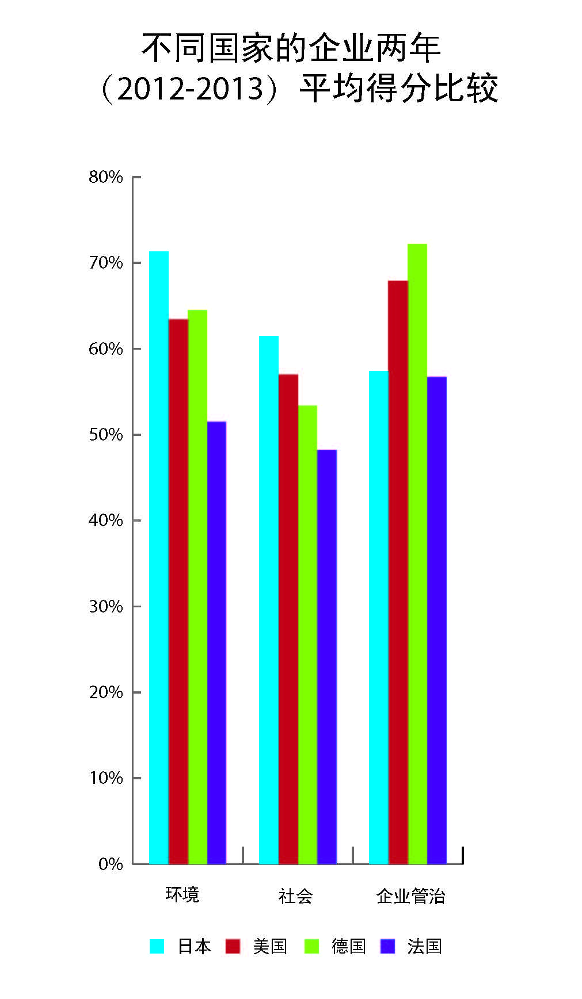 不同国家的企业两年
（2012-2013）平均得分比较
80%
70%
60%
50%
40%
30%
20%
10%
0%
环境 社会 企业管治
日本 美国 德国 法国